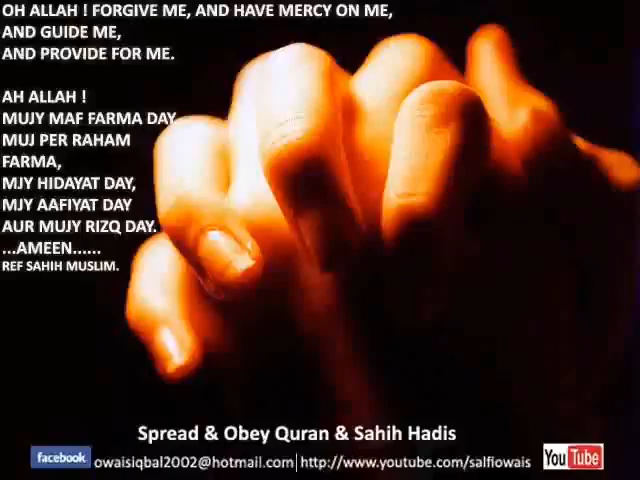 OH ALLAH ! FORGIVE ME, AND HAVE MERCY ON ME,
AND GUIDE ME,
AND PROVIDE FOR ME.
AH ALLAH !
MUJY MAF FARMA DAY
MUJ PER RAHAM
FARMA,
MJY HIDAYAT DAY,
MJY AAFIYAT DAY
AUR MUJY RIZQ DAY.
...AMEEN......
REF SAHIH MUSLIM.
Spread & Obey Quran & Sahih Hadis
facebook owaisiqbal2002@hotmail.com|http://www.youtube.com/salfiowais YouTube